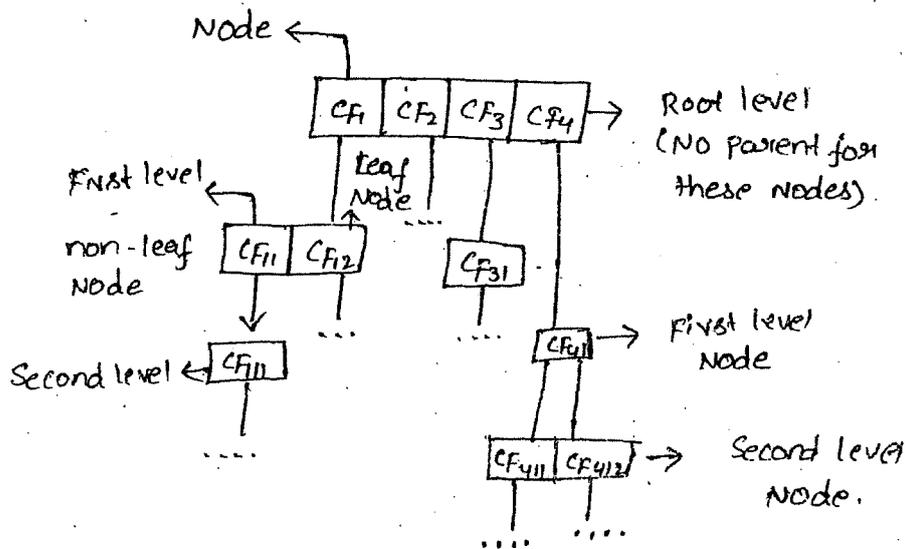 Node
CF1 CF2 CF3 CF4
Root level
(No parent for
these nodes)
Leaf
Node
First level
non-leaf
Node
CF11 CF12
....
...
CF31
....
CF41
First level
Node
Second level
CF111
....
CF411 CF412
Second level
Node.
....
....